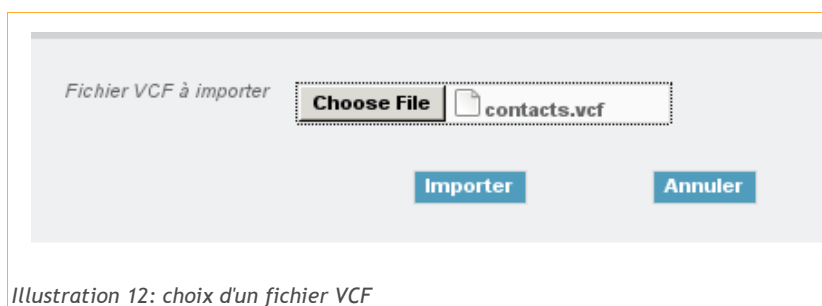 Fichier VCF à importer Choose File contacts.vcf
Importer Annuler
Illustration 12: choix d'un fichier VCF